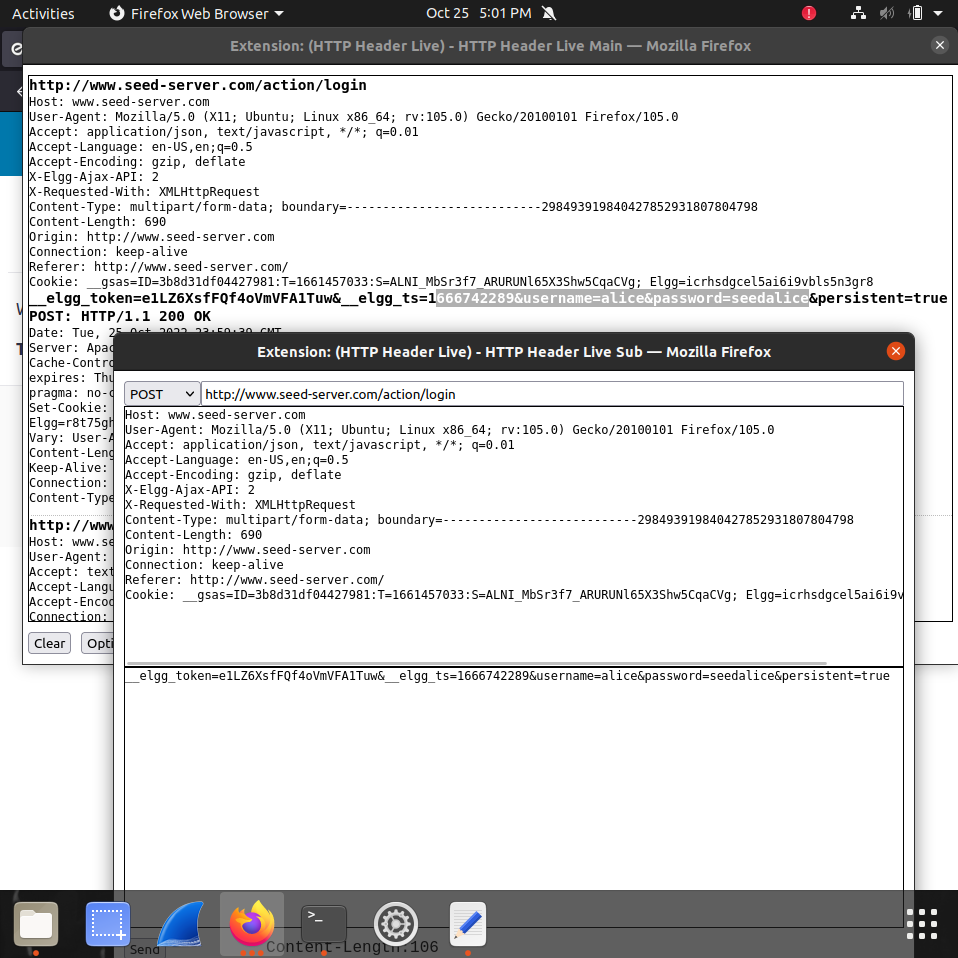 Activities
Firefox Web Browser
Oct 25 5:01 PM
Extension: (HTTP Header Live) - HTTP Header Live Main — Mozilla Firefox
http://www.seed-server.com/action/login
Host: www.seed-server.com
User-Agent: Mozilla/5.0 (X11; Ubuntu; Linux x86_64; rv:105.0) Gecko/20100101 Firefox/105.0
Accept: application/json, text/javascript, */*; q=0.01
Accept-Language: en-US,en;q=0.5
Accept-Encoding: gzip, deflate
X-Elgg-Ajax-API: 2
X-Requested-With: XMLHttpRequest
Content-Type: multipart/form-data; boundary=---------------------------298493919840427852931807804798
Content-Length: 690
Origin: http://www.seed-server.com
Connection: keep-alive
Referer: http://www.seed-server.com/
Cookie: __gsas=ID=3b8d31df04427981:T=1661457033:S=ALNI_MbSr3f7_ARURUNl65X3Shw5CqaCVg; Elgg=icrhsdgcel5ai6i9vbls5n3gr8
__elgg_token=e1LZ6XsfFQf4oVmVFA1Tuw&__elgg_ts=1666742289&username=alice&password=seedalice&persistent=true
POST: HTTP/1.1 200 OK
Date: Tue, 25 Oct 2022 23:59:39 GMT
Server: Apac
Cache-Contro
expires: Thu
pragma: no-c
Set-Cookie:
Elgg=r8t75gh
Vary: User-A
Content-Leng
Keep-Alive:
Connection:
Content-Type
http://www
Host: www.se
User-Agent:
Accept: text
Accept-Langu
Accept-Encod
Connection:
Clear
Opti
Extension: (HTTP Header Live) - HTTP Header Live Sub — Mozilla Firefox
POST
http://www.seed-server.com/action/login
Host: www.seed-server.com
User-Agent: Mozilla/5.0 (X11; Ubuntu; Linux x86_64; rv:105.0) Gecko/20100101 Firefox/105.0
Accept: application/json, text/javascript, */*; q=0.01
Accept-Language: en-US,en;q=0.5
Accept-Encoding: gzip, deflate
X-Elgg-Ajax-API: 2
X-Requested-With: XMLHttpRequest
Content-Type: multipart/form-data; boundary=---------------------------298493919840427852931807804798
Content-Length: 690
Origin: http://www.seed-server.com
Connection: keep-alive
Referer: http://www.seed-server.com/
Cookie: __gsas=ID=3b8d31df04427981:T=1661457033:S=ALNI_MbSr3f7_ARURUNl65X3Shw5CqaCVg; Elgg=icrhsdgcel5ai6i9v
__elgg_token=e1LZ6XsfFQf4oVmVFA1Tuw&__elgg_ts=1666742289&username=alice&password=seedalice&persistent=true
Send
Content-Length:106